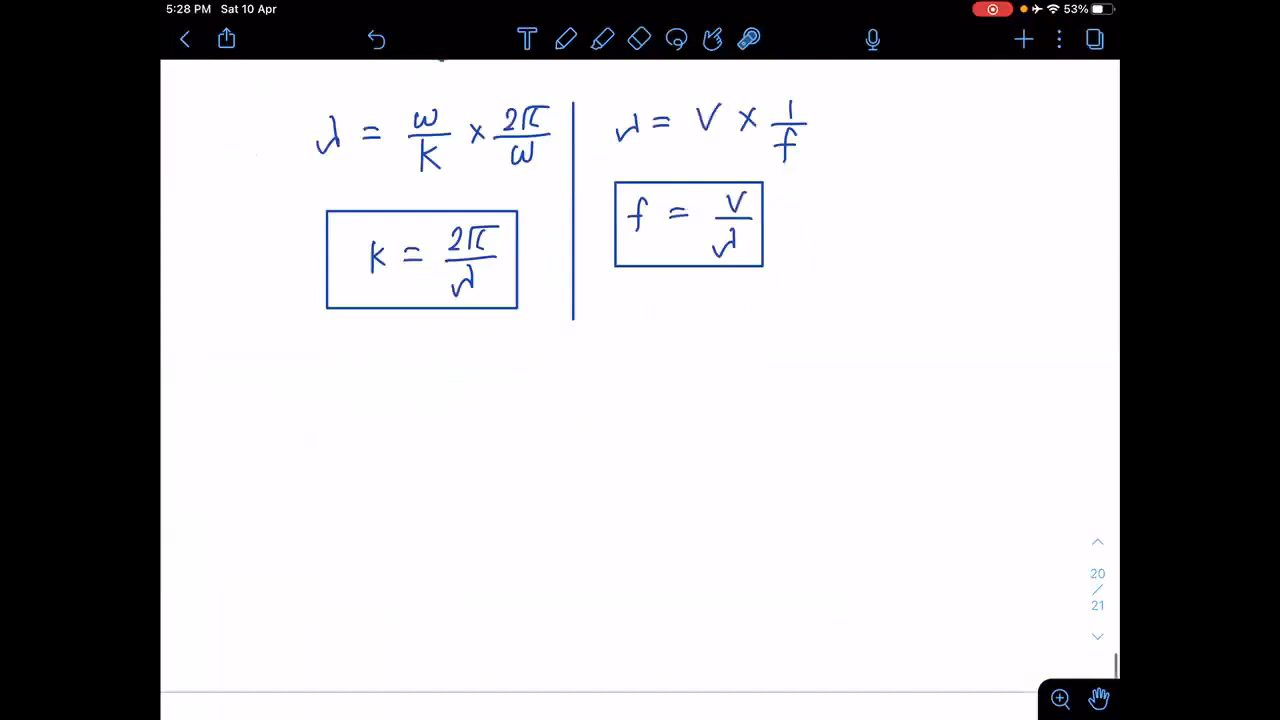 5:28 PM Sat 10 Apr
53%
λ = ω/K × 2π/ω
K = 2π/λ
λ = V × 1/f
f = V/λ
20
/
21